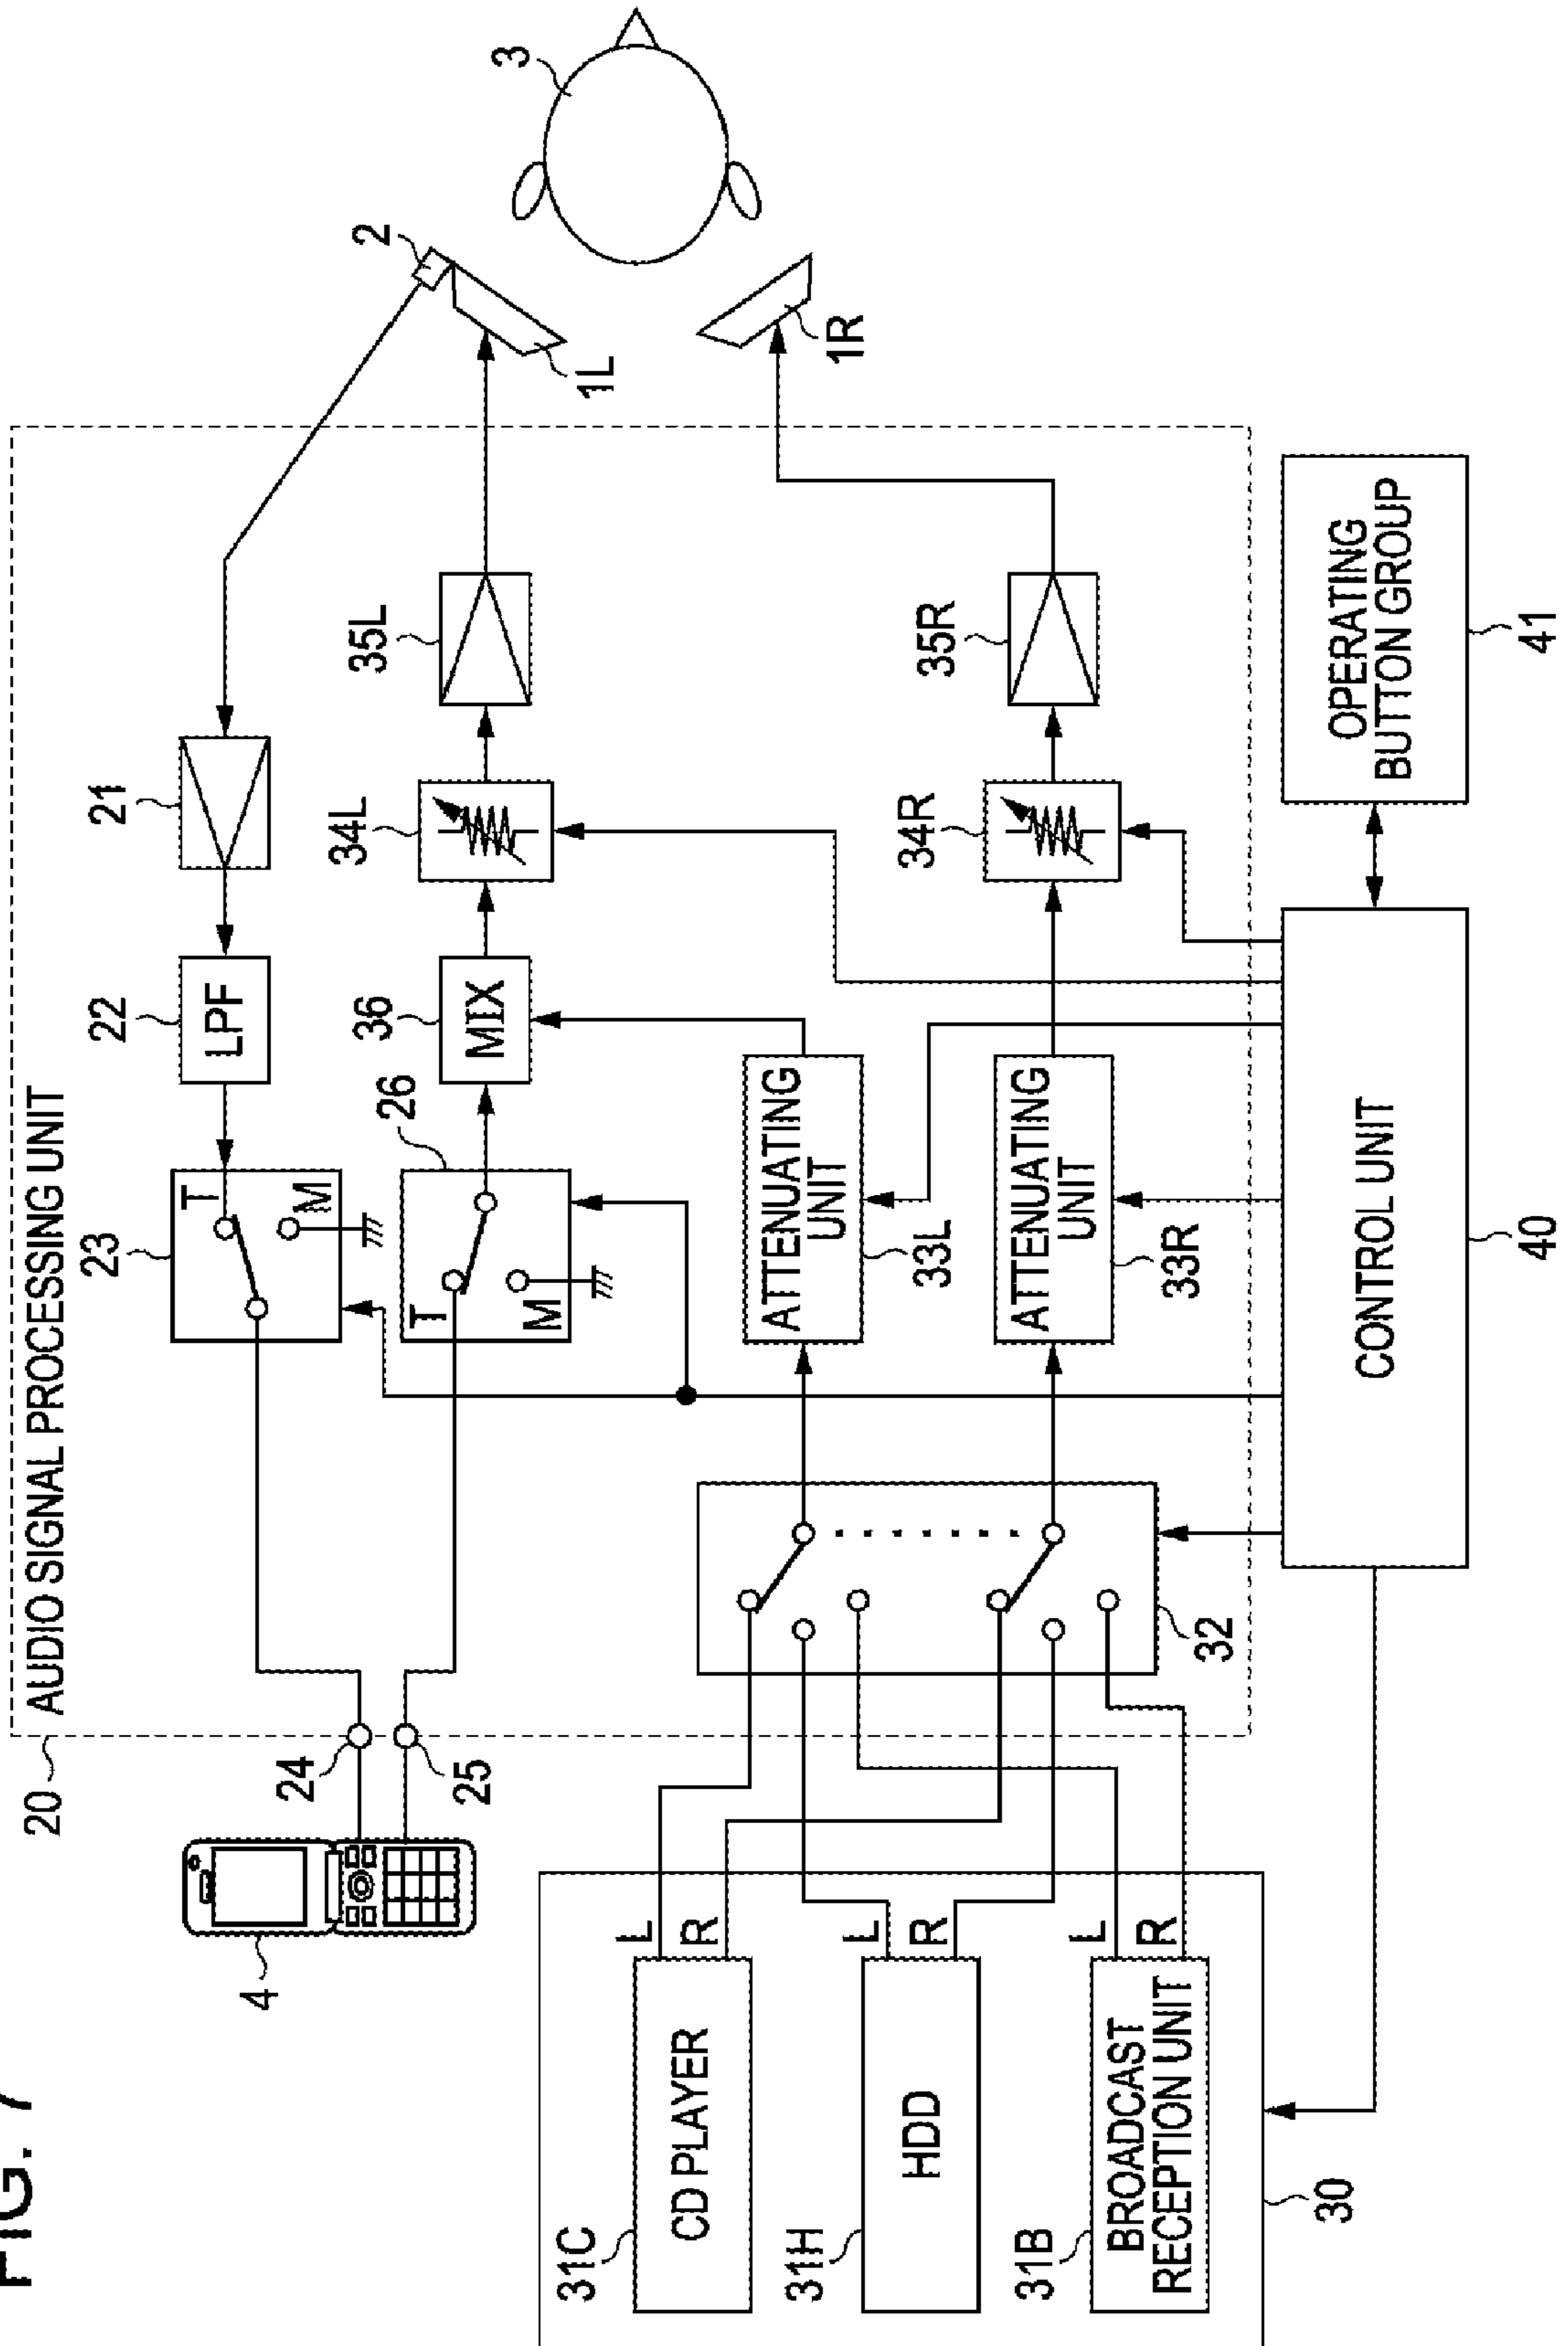 FIG. 7
20
AUDIO SIGNAL PROCESSING UNIT
4
24
25
23
T
M
22
LPF
21
2
3
26
T
M
36
MIX
34L
35L
1L
1R
31C
CD PLAYER
L
R
31H
HDD
L
R
31B
BROADCAST
RECEPTION UNIT
L
R
30
32
ATTENUATING
UNIT
33L
ATTENUATING
UNIT
33R
34R
35R
CONTROL UNIT
40
OPERATING
BUTTON GROUP
41